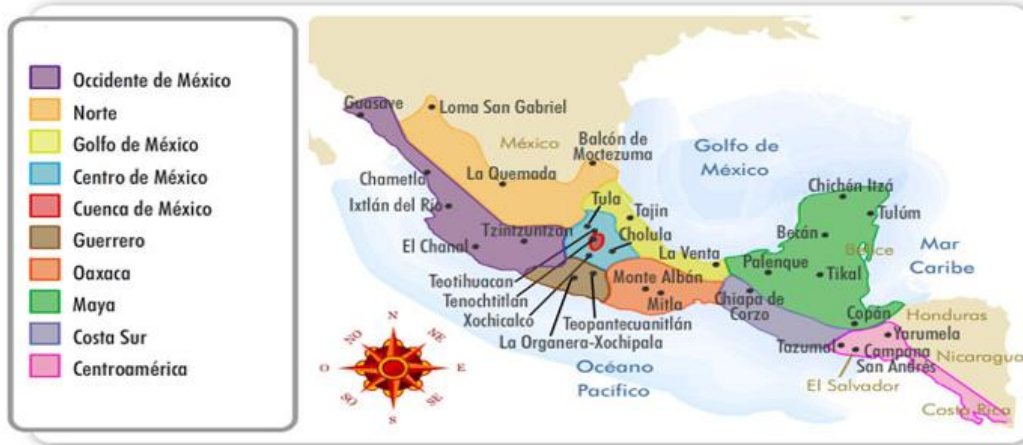 Occidente de México
Norte
Golfo de México
Centro de México
Cuenca de México
Guerrero
Oaxaca
Maya
Costa Sur
Centroamérica
Guasave
Loma San Gabriel
México
Balcón de
Moctezuma
Golfo de
México
Chametla
La Quemada
Tula
Chichén Itzá
Ixtlán del Río
Tajin
Tulúm
El Chanal
Tzintzuntzan
Cholula
Becán
Belice
Mar
Caribe
La Venta
Palenque
Tikal
Teotihuacan
Monte Albán
Tenochtitlán
Mitla
Chiapa de
Corzo
Xochicalco
Teopantecuanitlán
Copán
Honduras
La Organera-Xochipala
Yarumela
Tazumal
Campana
Nicaragua
San Andrés
Océano
Pacífico
El Salvador
Costa Rica
N
NO
NE
O
E
SO
SE
S